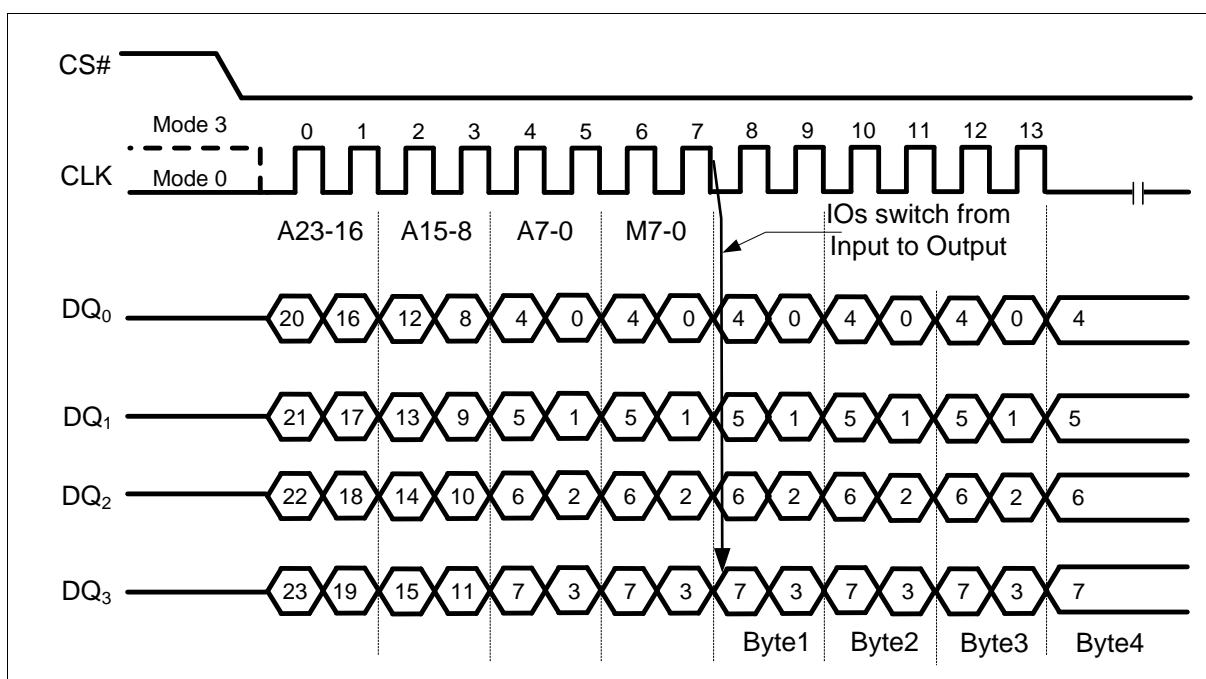 CS#
Mode 3
0 1 2 3 4 5 6 7 8 9 10 11 12 13
CLK
Mode 0
IOs switch from
Input to Output
A23-16 A15-8 A7-0 M7-0
DQ0 20 16 12 8 4 0 4 0 4 0 4 0 4 0 4
DQ1 21 17 13 9 5 1 5 1 5 1 5 1 5 1 5
DQ2 22 18 14 10 6 2 6 2 6 2 6 2 6 2 6
DQ3 23 19 15 11 7 3 7 3 7 3 7 3 7 3 7
Byte1 Byte2 Byte3 Byte4